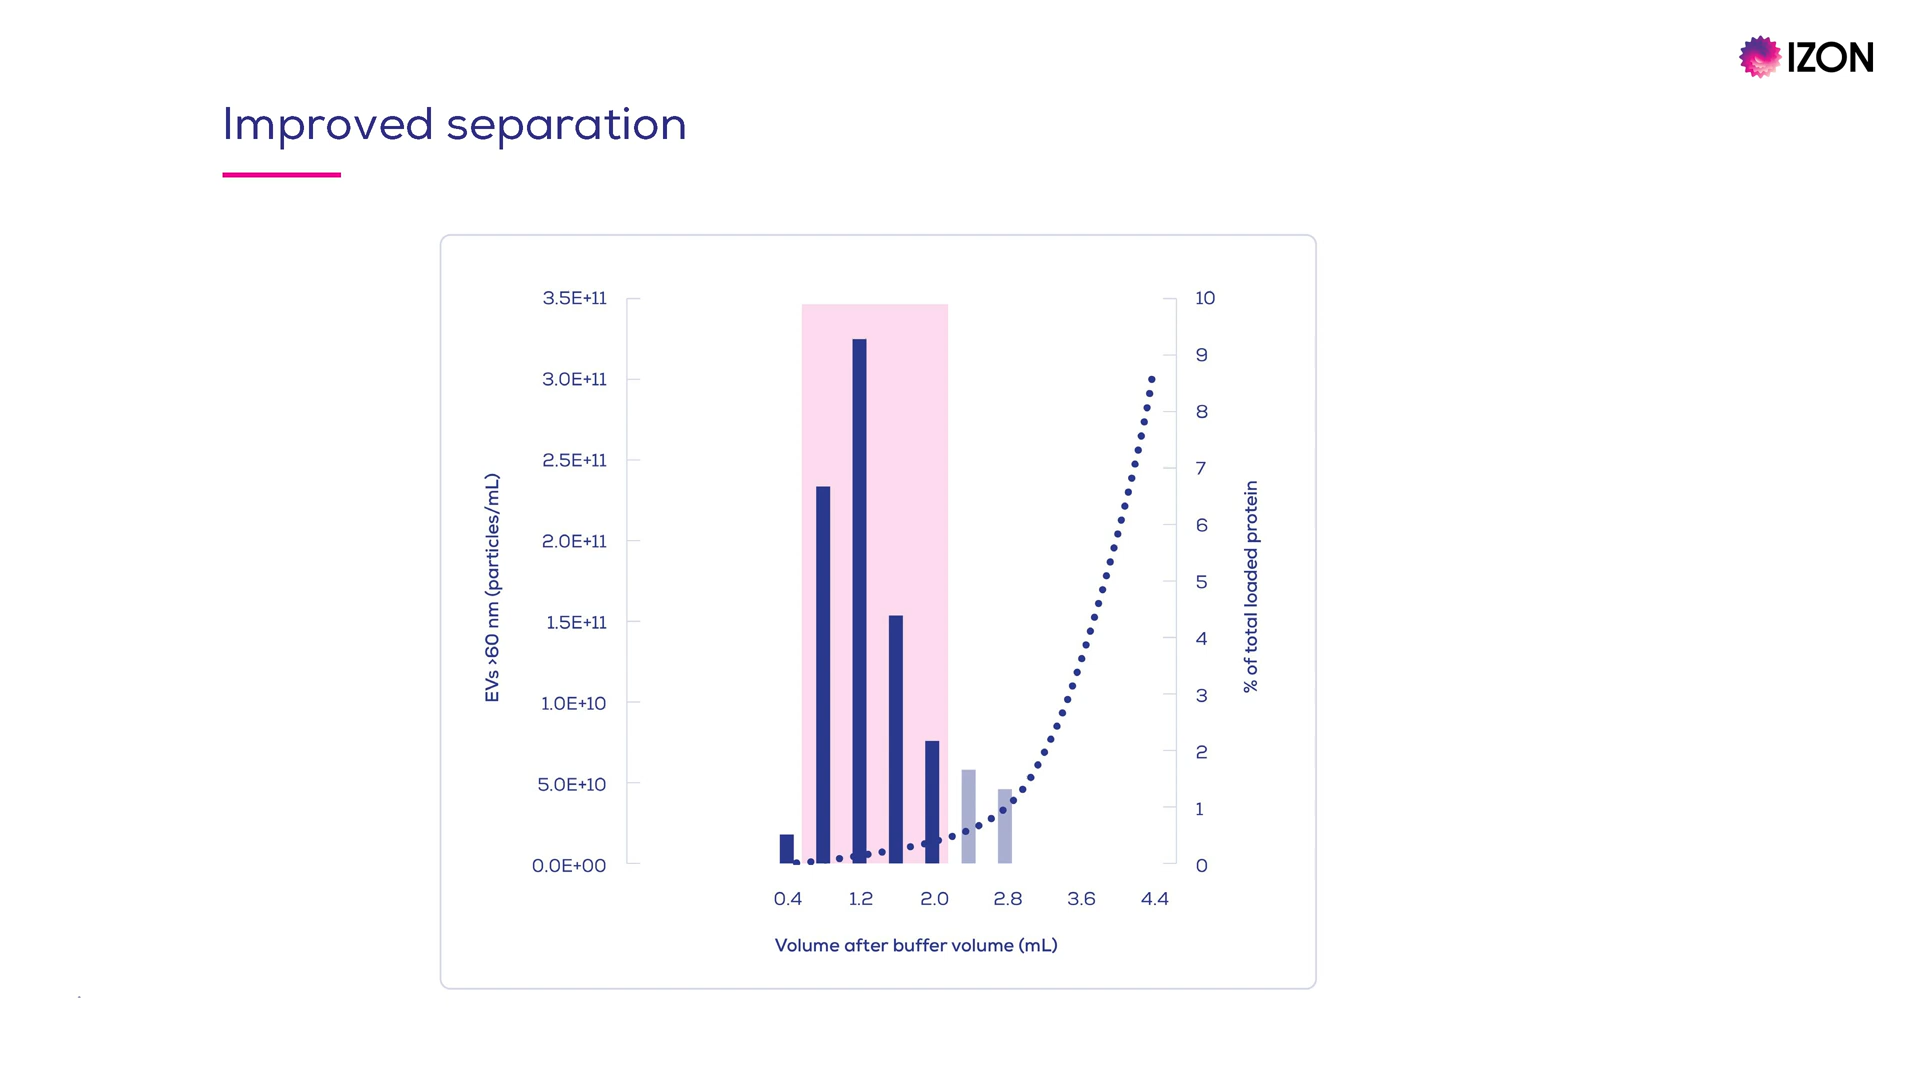 IZON
Improved separation
3.5E+11
3.0E+11
2.5E+11
2.0E+11
1.5E+11
1.0E+10
5.0E+10
0.0E+00
EVs >60 nm (particles/mL)
10
9
8
7
6
5
4
3
2
1
0
% of total loaded protein
0.4 1.2 2.0 2.8 3.6 4.4
Volume after buffer volume (mL)